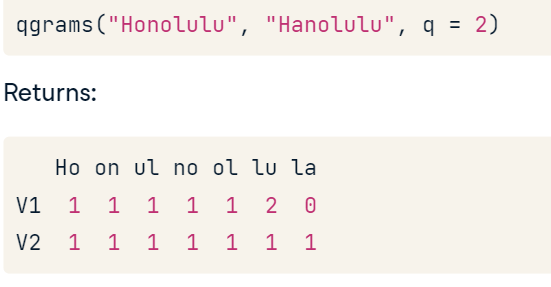 qgrams("Honolulu", "Hanolulu", q = 2)
Returns:
Ho on ul no ol lu la
V1 1 1 1 1 1 2 0
V2 1 1 1 1 1 1 1